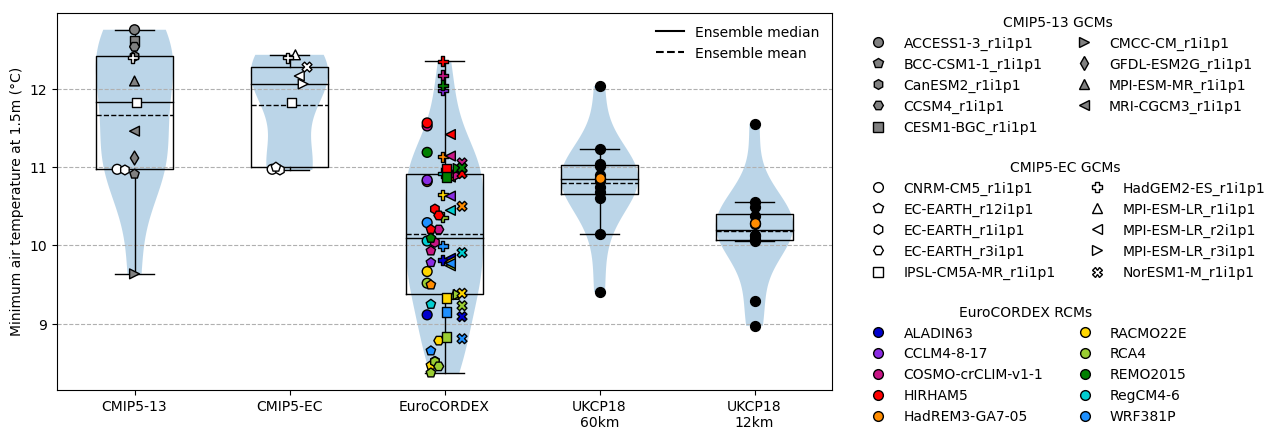 Minimum air temperature at 1.5m (°C)
12
11
10
9
Ensemble median
Ensemble mean
CMIP5-13
CMIP5-EC
EuroCORDEX
UKCP18
60km
UKCP18
12km
CMIP5-13 GCMs
ACCESS1-3_r1i1p1
BCC-CSM1-1_r1i1p1
CanESM2_r1i1p1
CCSM4_r1i1p1
CESM1-BGC_r1i1p1
CMCC-CM_r1i1p1
GFDL-ESM2G_r1i1p1
MPI-ESM-MR_r1i1p1
MRI-CGCM3_r1i1p1
CMIP5-EC GCMs
CNRM-CM5_r1i1p1
EC-EARTH_r12i1p1
EC-EARTH_r1i1p1
EC-EARTH_r3i1p1
IPSL-CM5A-MR_r1i1p1
HadGEM2-ES_r1i1p1
MPI-ESM-LR_r1i1p1
MPI-ESM-LR_r2i1p1
MPI-ESM-LR_r3i1p1
NorESM1-M_r1i1p1
EuroCORDEX RCMs
ALADIN63
CCLM4-8-17
COSMO-crCLIM-v1-1
HIRHAM5
HadREM3-GA7-05
RACMO22E
RCA4
REMO2015
RegCM4-6
WRF381P